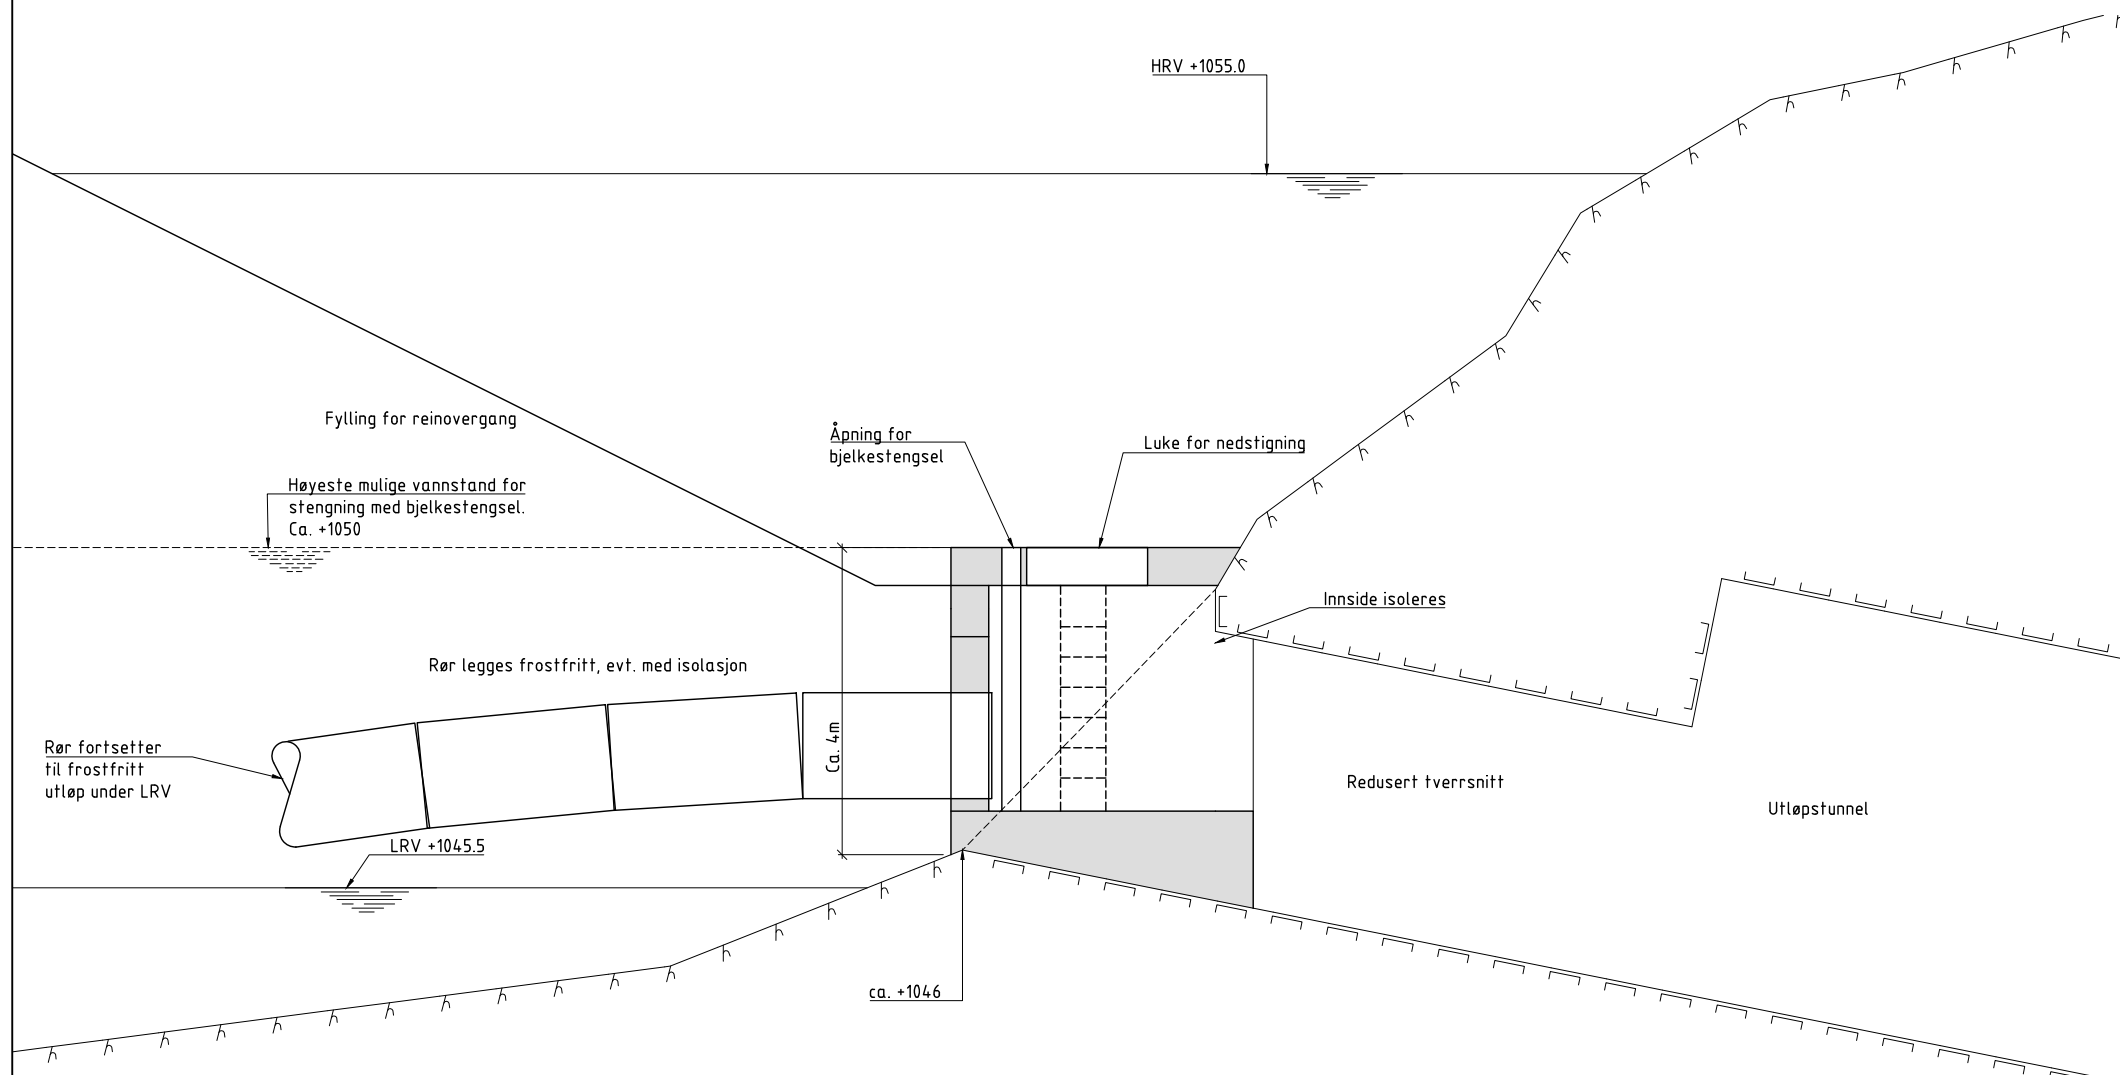 HRV +1055.0
Fylling for reinovergang
Åpning for
bjelkestengsel
Luke for nedstigning
Høyeste mulige vannstand for
stengning med bjelkestengsel.
Ca. +1050
Innside isoleres
Rør legges frostfritt, evt. med isolasjon
Ca. 4m
Rør fortsetter
til frostfritt
utløp under LRV
Redusert tverrsnitt
Utløpstunnel
LRV +1045.5
ca. +1046